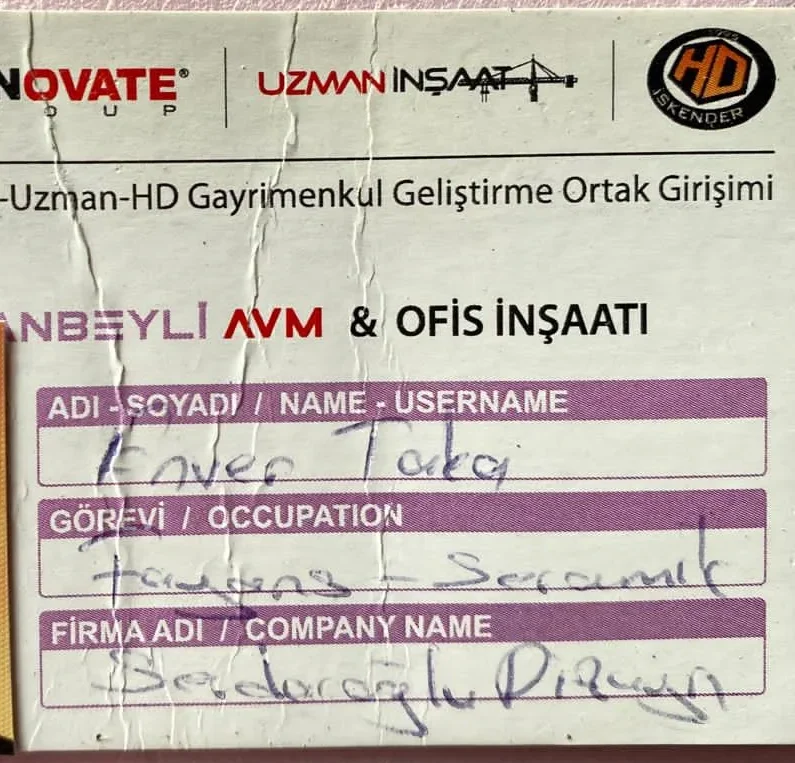 NOVATE®
O U P
UZMAN İNŞAAT
HD
İSKENDER
-Uzman-HD Gayrimenkul Geliştirme Ortak Girişimi
ANBEYLİ AVM & OFİS İNŞAATI
ADI - SOYADI / NAME - USERNAME
Enver Taka
GÖREVİ / OCCUPATION
Fayans - Seramik
FİRMA ADI / COMPANY NAME